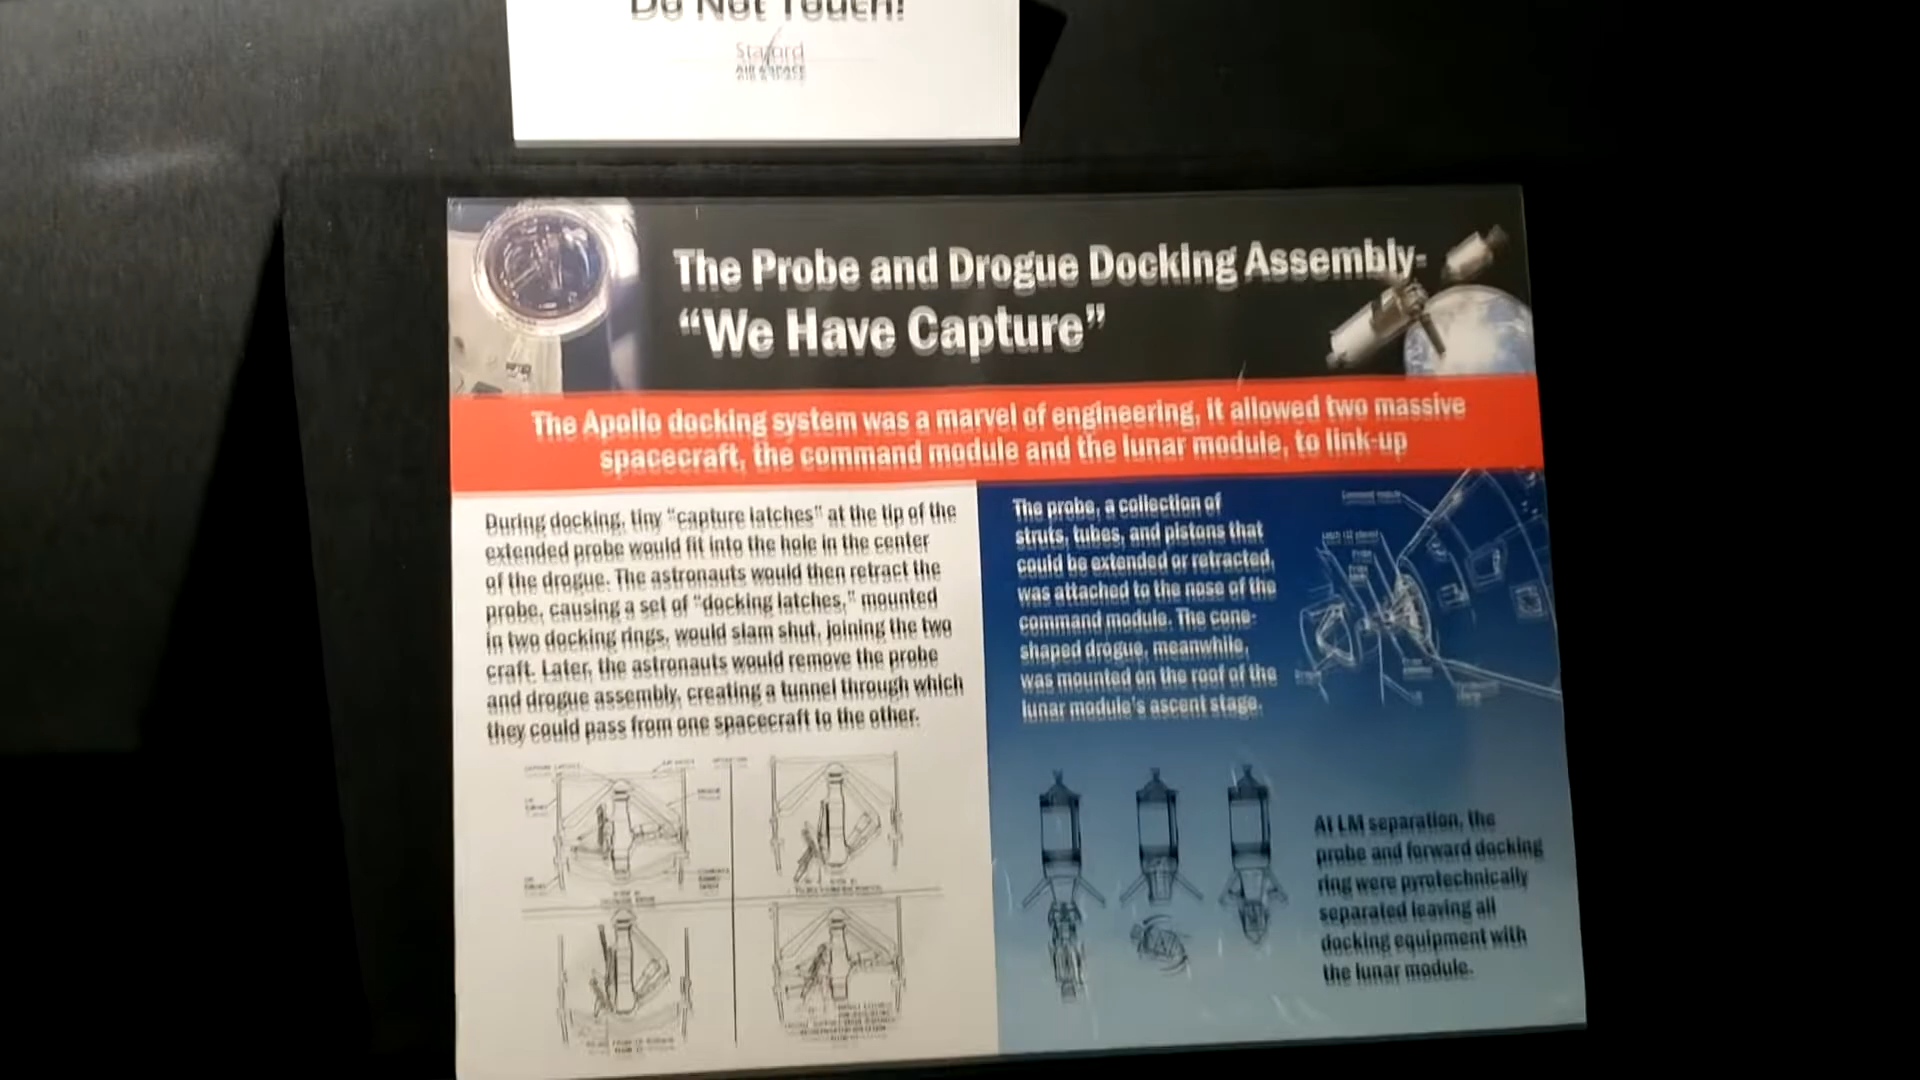 Do Not Touch!
Stafford
AIR & SPACE
The Probe and Drogue Docking Assembly-
“We Have Capture”
The Apollo docking system was a marvel of engineering, it allowed two massive
spacecraft, the command module and the lunar module, to link-up
During docking, tiny “capture latches” at the tip of the
extended probe would fit into the hole in the center
of the drogue. The astronauts would then retract the
probe, causing a set of “docking latches,” mounted
in two docking rings, would slam shut, joining the two
craft. Later, the astronauts would remove the probe
and drogue assembly, creating a tunnel through which
they could pass from one spacecraft to the other.
The probe, a collection of
struts, tubes, and pistons that
could be extended or retracted,
was attached to the nose of the
command module. The cone-
shaped drogue, meanwhile,
was mounted on the roof of the
lunar module’s ascent stage.
At LM separation, the
probe and forward docking
ring were pyrotechnically
separated leaving all
docking equipment with
the lunar module.